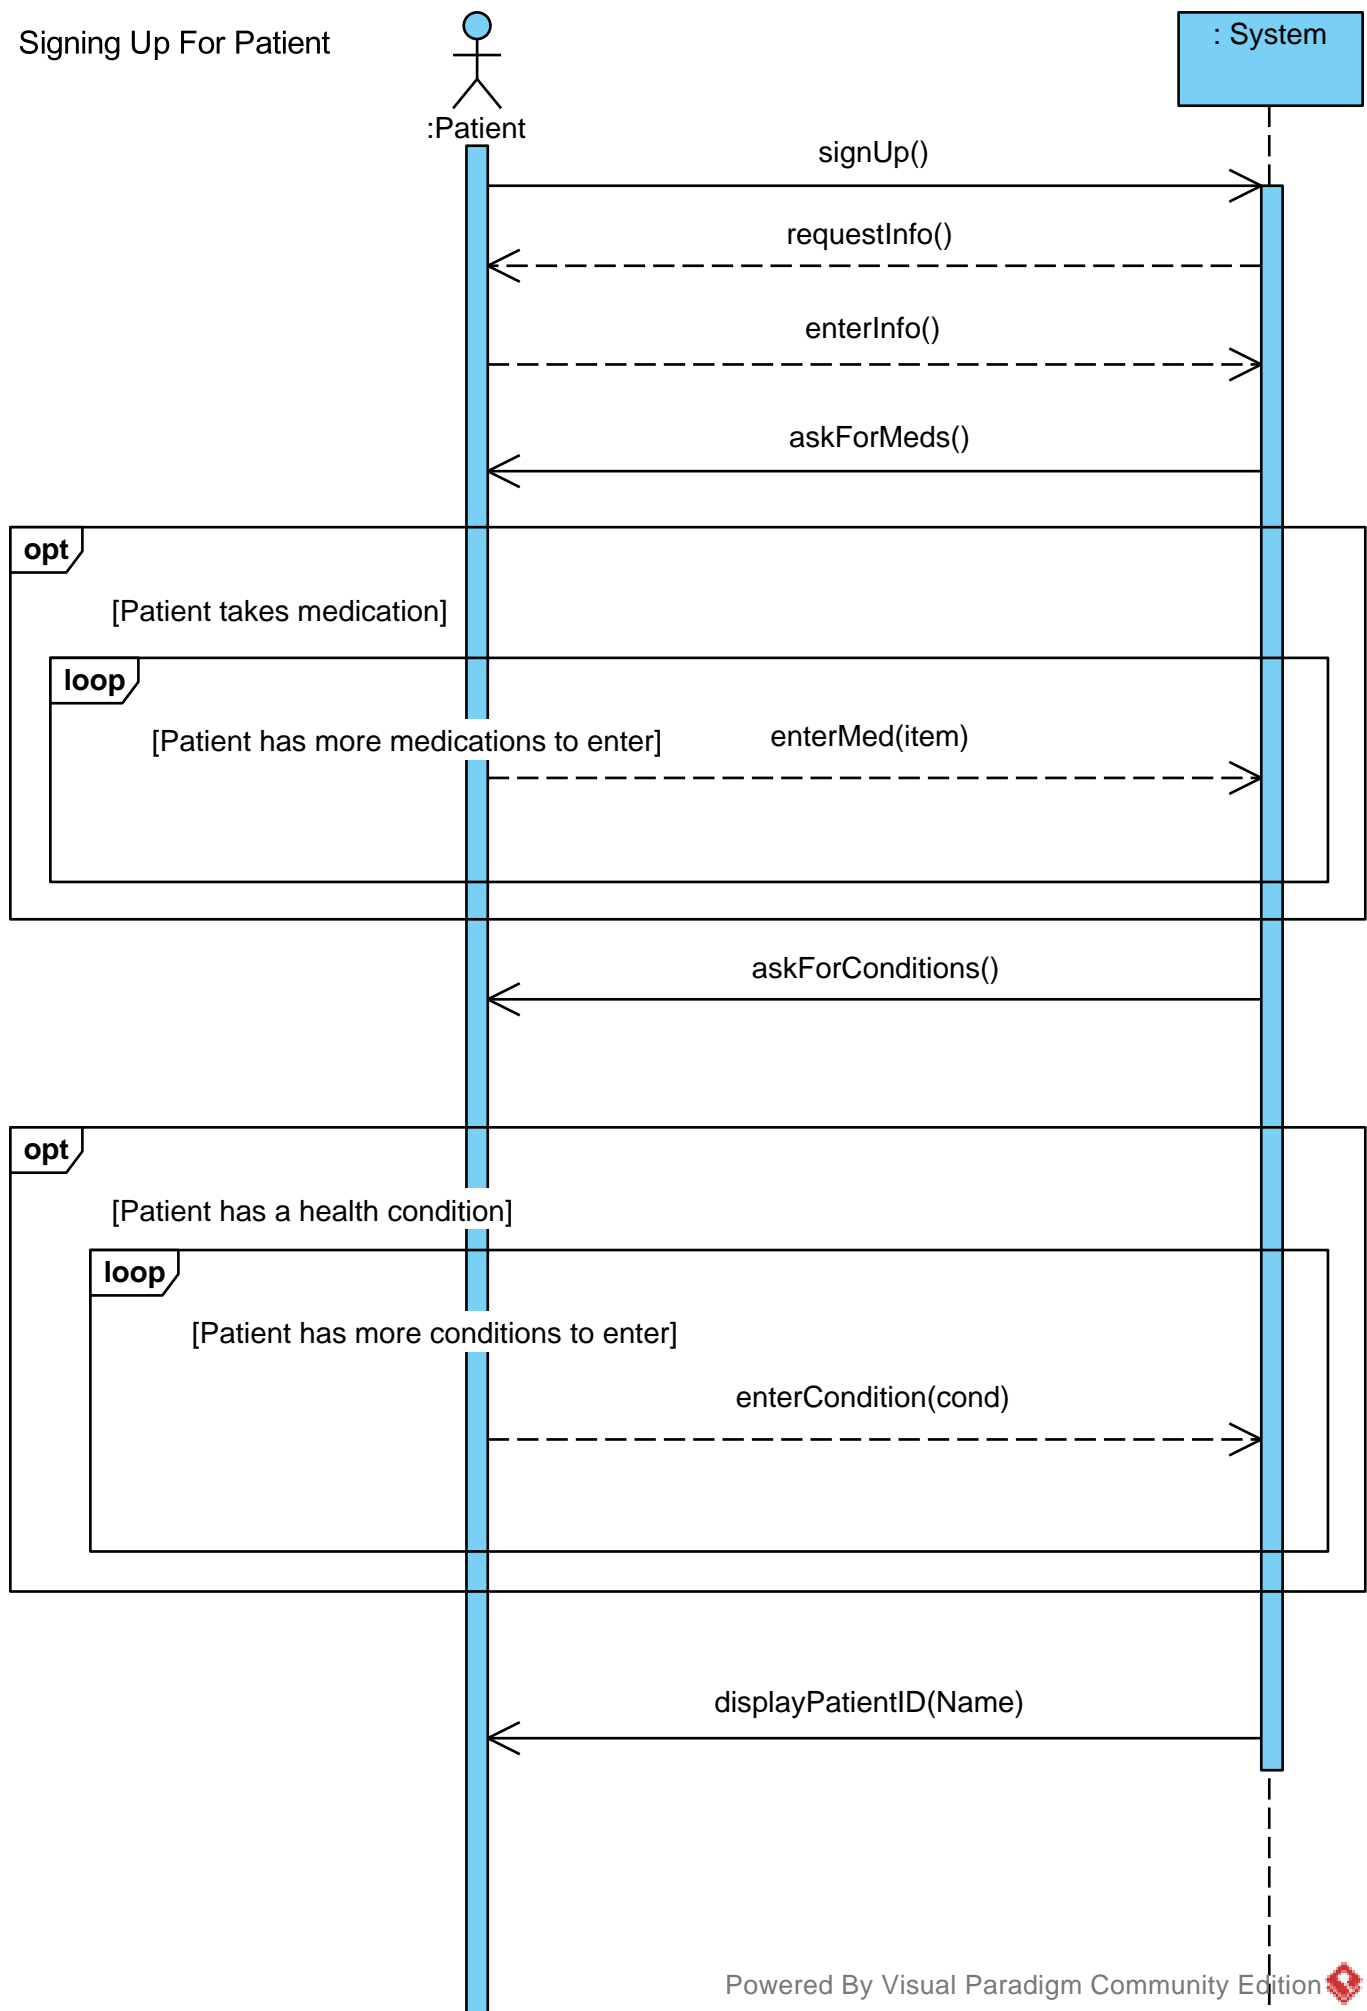 Signing Up For Patient
:Patient
: System
signUp()
requestInfo()
enterInfo()
askForMeds()
opt
[Patient takes medication]
loop
[Patient has more medications to enter]
enterMed(item)
askForConditions()
opt
[Patient has a health condition]
loop
[Patient has more conditions to enter]
enterCondition(cond)
displayPatientID(Name)
Powered By Visual Paradigm Community Edition